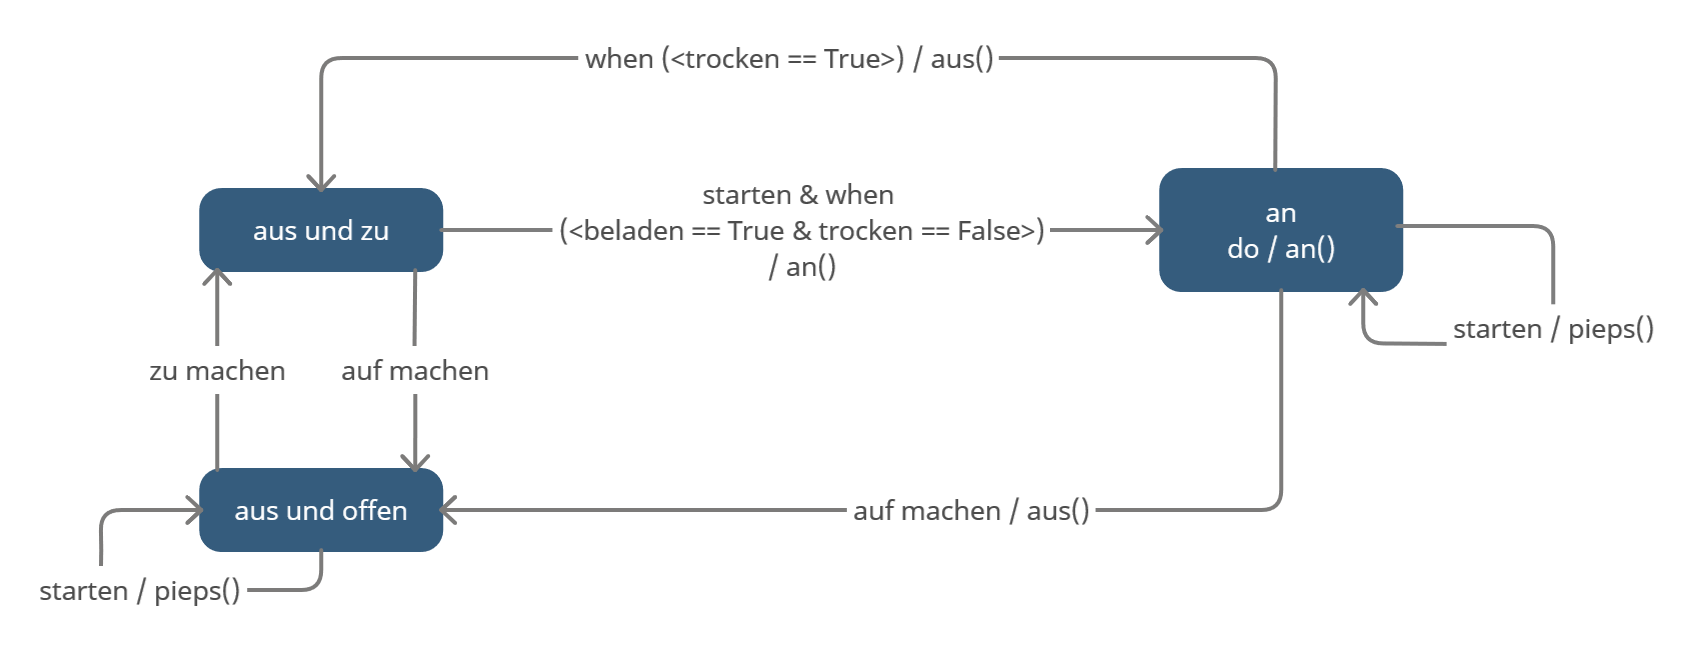 when (<trocken == True>) / aus()
starten & when
(<beladen == True & trocken == False>)
/ an()
aus und zu
an
do / an()
starten / pieps()
zu machen
auf machen
aus und offen
auf machen / aus()
starten / pieps()